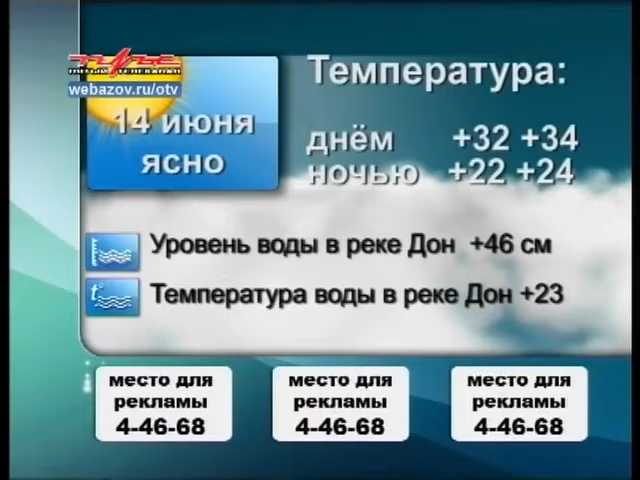 webazov.ru/otv
14 июня
ясно
Температура:
днём +32 +34
ночью +22 +24
Уровень воды в реке Дон +46 см
t°
Температура воды в реке Дон +23
место для
рекламы
4-46-68
место для
рекламы
4-46-68
место для
рекламы
4-46-68